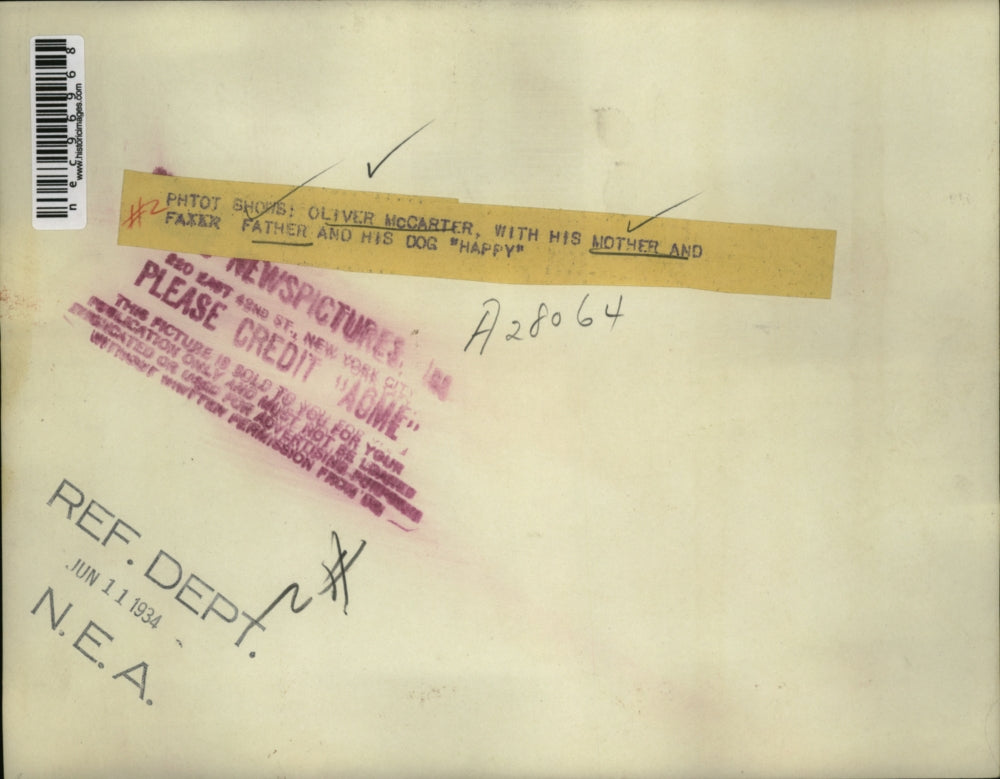 nec96968
www.historicimages.com
#2 PHTOT SHOWS: OLIVER McCARTER, WITH HIS MOTHER AND
FAXER FATHER AND HIS DOG "HAPPY"
NEWSPICTURES,
220 EAST 42ND ST., NEW YORK CITY
PLEASE CREDIT "ACME"
THIS PICTURE IS SOLD TO YOU FOR YOUR
PUBLICATION ONLY AND MUST NOT BE LOANED
SYNDICATED OR USED FOR ADVERTISING PURPOSES
WITHOUT WRITTEN PERMISSION FROM US
A28064
REF. DEPT.
JUN 11 1934
N.E.A.
2 #